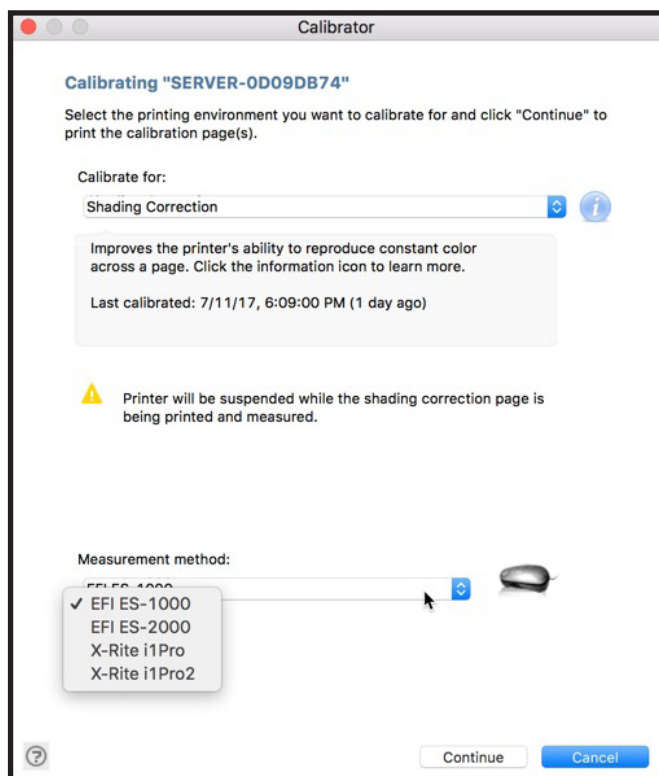 Calibrator
Calibrating "SERVER-0D09DB74"
Select the printing environment you want to calibrate for and click "Continue" to
print the calibration page(s).
Calibrate for:
Shading Correction
Improves the printer's ability to reproduce constant color
across a page. Click the information icon to learn more.
Last calibrated: 7/11/17, 6:09:00 PM (1 day ago)
Printer will be suspended while the shading correction page is
being printed and measured.
Measurement method:
EFI ES-1000
✓ EFI ES-1000
EFI ES-2000
X-Rite i1Pro
X-Rite i1Pro2
? Continue Cancel